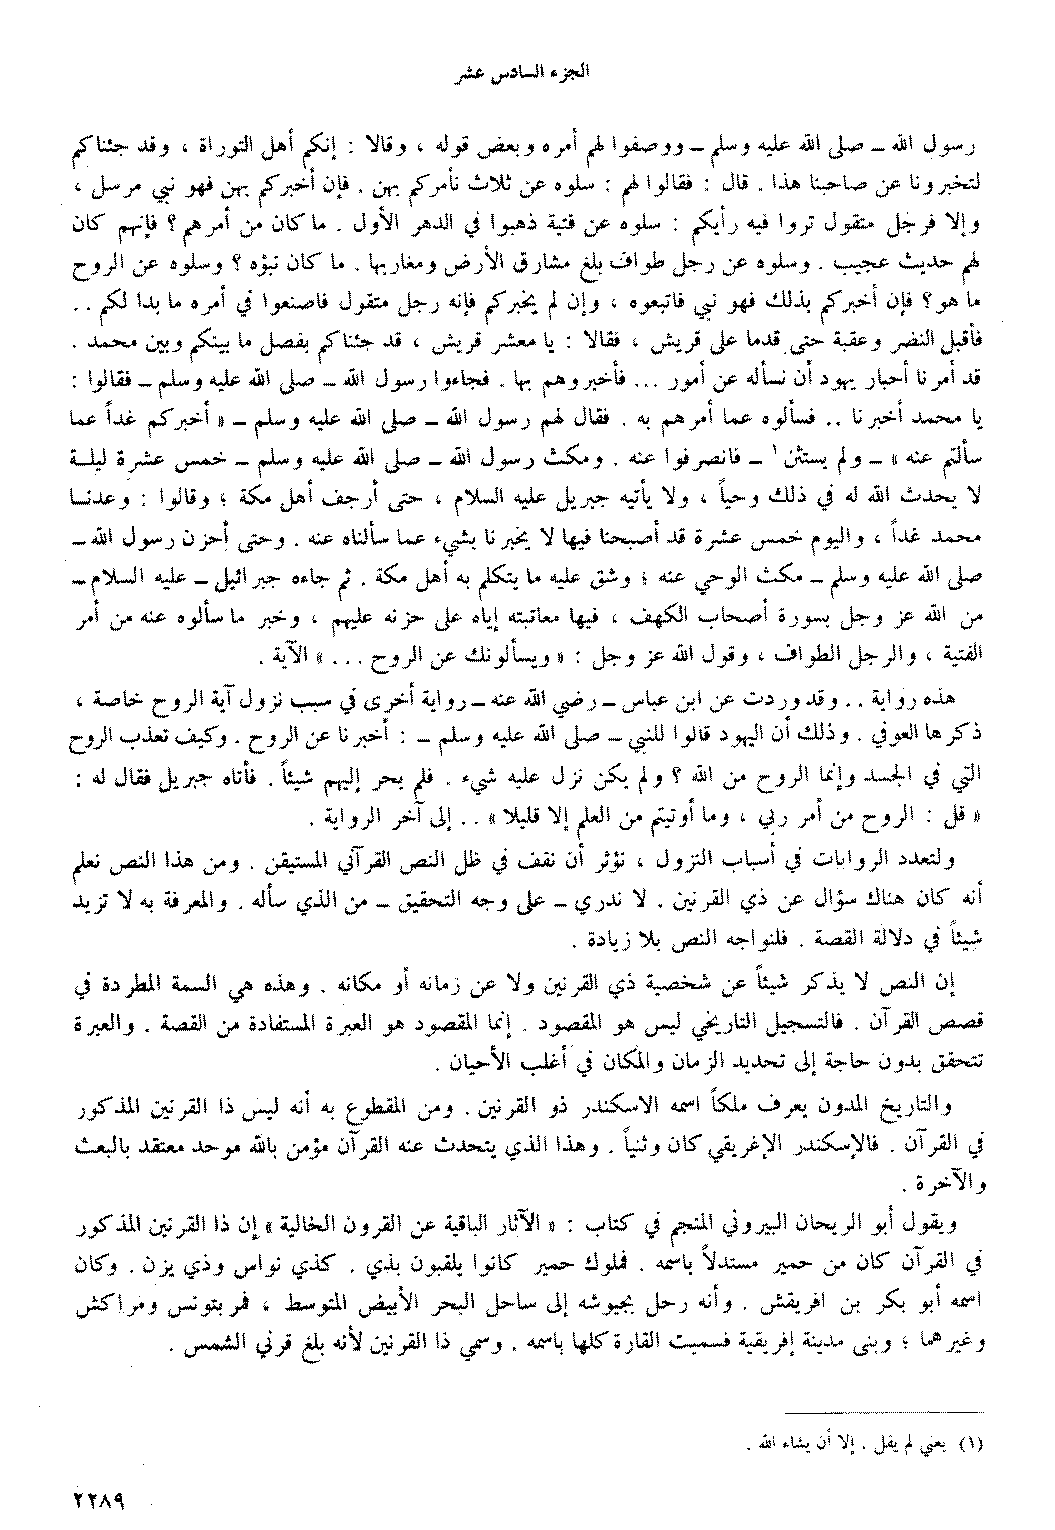 الجزء السادس عشر
رسول الله – صلى الله عليه وسلم – ووصفوا لهم أمره وبعض قوله ، وقالا : إنكم أهل التوراة ، وقد جئناكم
لتخبرونا عن صاحبنا هذا . قال : فقالوا لهم : سلوه عن ثلاث نأمركم بهن . فإن أخبركم بهن فهو نبي مرسل ،
وإلا فرجل متقول تروا فيه رأيكم : سلوه عن فتية ذهبوا في الدهر الأول . ما كان من أمرهم ؟ فإنهم كان
لهم حديث عجيب . وسلوه عن رجل طواف بلغ مشارق الأرض ومغاربها . ما كان نبؤه ؟ وسلوه عن الروح
ما هو ؟ فإن أخبركم بذلك فهو نبي فاتبعوه ، وإن لم يخبركم فإنه رجل متقول فاصنعوا في أمره ما بدا لكم ..
فأقبل النضر وعقبة حتى قدما على قريش ، فقالا : يا معشر قريش ، قد جئناكم بفصل ما بينكم وبين محمد .
قد أمرنا أحبار يهود أن نسأله عن أمور ... فأخبروهم بها . فجاءوا رسول الله – صلى الله عليه وسلم – فقالوا :
يا محمد أخبرنا .. فسألوه عما أمرهم به . فقال لهم رسول الله – صلى الله عليه وسلم – « أخبركم غداً عما
سألتم عنه » – ولم يستثن¹ – فانصرفوا عنه . ومكث رسول الله – صلى الله عليه وسلم – خمس عشرة ليلة
لا يحدث الله له في ذلك وحياً ، ولا يأتيه جبريل عليه السلام ، حتى أرجف أهل مكة ؛ وقالوا : وعدنا
محمد غداً ، واليوم خمس عشرة قد أصبحنا فيها لا يخبرنا بشيء عما سألناه عنه . وحتى أحزن رسول الله –
صلى الله عليه وسلم – مكث الوحي عنه ؛ وشق عليه ما يتكلم به أهل مكة . ثم جاءه جبرائيل – عليه السلام –
من الله عز وجل بسورة أصحاب الكهف ، فيها معاتبته إياه على حزنه عليهم ، وخبر ما سألوه عنه من أمر
الفتية ، والرجل الطواف ، وقول الله عز وجل : « ويسألونك عن الروح ... » الآية .
هذه رواية .. وقد وردت عن ابن عباس – رضي الله عنه – رواية أخرى في سبب نزول آية الروح خاصة ،
ذكرها العوفي . وذلك أن اليهود قالوا للنبي – صلى الله عليه وسلم – : أخبرنا عن الروح . وكيف تعذب الروح
التي في الجسد وإنما الروح من الله ؟ ولم يكن نزل عليه شيء . فلم يحر إليهم شيئاً . فأتاه جبريل فقال له :
« قل : الروح من أمر ربي ، وما أوتيتم من العلم إلا قليلا » .. إلى آخر الرواية .
ولتعدد الروايات في أسباب النزول ، نؤثر أن نقف في ظل النص القرآني المستيقن . ومن هذا النص نعلم
أنه كان هناك سؤال عن ذي القرنين . لا ندري – على وجه التحقيق – من الذي سأله . والمعرفة به لا تزيد
شيئاً في دلالة القصة . فلنواجه النص بلا زيادة .
إن النص لا يذكر شيئاً عن شخصية ذي القرنين ولا عن زمانه أو مكانه . وهذه هي السمة المطردة في
قصص القرآن . فالتسجيل التاريخي ليس هو المقصود . إنما المقصود هو العبرة المستفادة من القصة . والعبرة
تتحقق بدون حاجة إلى تحديد الزمان والمكان في أغلب الأحيان .
والتاريخ المدون يعرف ملكاً اسمه الاسكندر ذو القرنين . ومن المقطوع به أنه ليس ذا القرنين المذكور
في القرآن . فالإسكندر الإغريقي كان وثنياً . وهذا الذي يتحدث عنه القرآن مؤمن بالله موحد معتقد بالبعث
والآخرة .
ويقول أبو الريحان البيروني المنجم في كتاب : « الآثار الباقية عن القرون الخالية » إن ذا القرنين المذكور
في القرآن كان من حمير مستدلاً باسمه . فملوك حمير كانوا يلقبون بذي . كذي نواس وذي يزن . وكان
اسمه أبو بكر بن افريقش . وأنه رحل بجيوشه إلى ساحل البحر الأبيض المتوسط ، فمر بتونس ومراكش
وغيرهما ؛ وبنى مدينة إفريقية فسميت القارة كلها باسمه . وسمي ذا القرنين لأنه بلغ قرني الشمس .
(١) يعني لم يقل . إلا أن يشاء الله .
٢٢٨٩